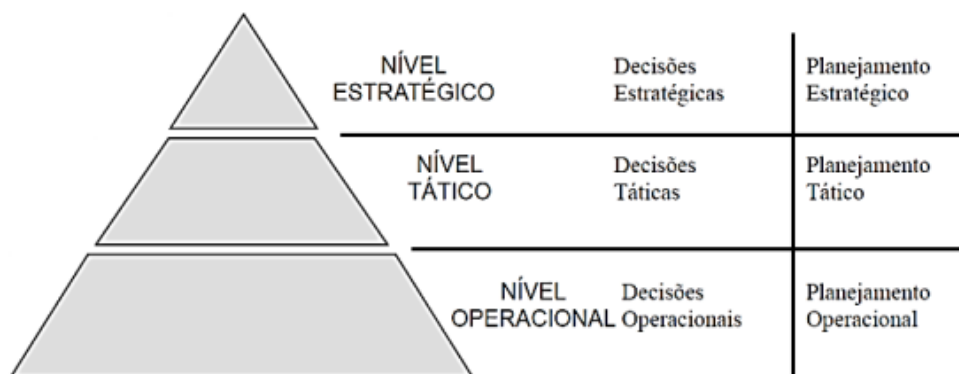 NÍVEL
ESTRATÉGICO
Decisões
Estratégicas
Planejamento
Estratégico
NÍVEL
TÁTICO
Decisões
Táticas
Planejamento
Tático
NÍVEL
OPERACIONAL
Decisões
Operacionais
Planejamento
Operacional